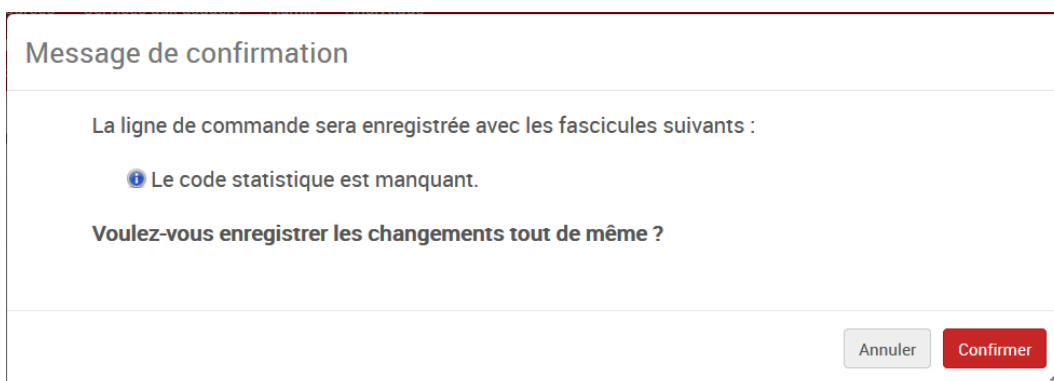 Message de confirmation
La ligne de commande sera enregistrée avec les fascicules suivants :
Le code statistique est manquant.
Voulez-vous enregistrer les changements tout de même ?
Annuler Confirmer